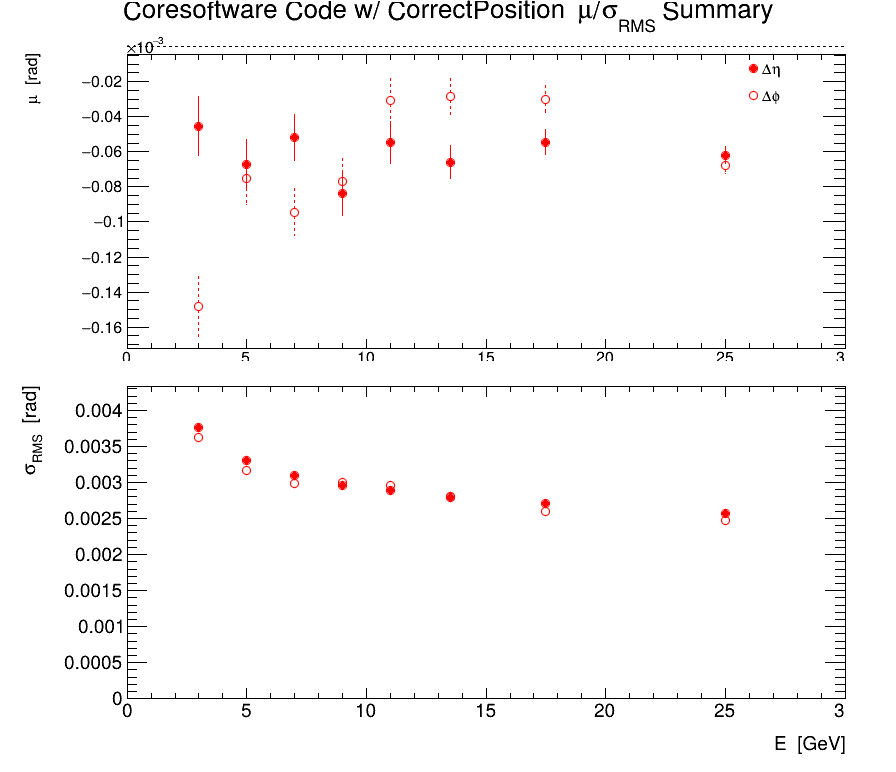 Coresoftware Code w/ CorrectPosition μ/σRMS Summary
×10−3
μ [rad]
Δη
Δϕ
−0.02
−0.04
−0.06
−0.08
−0.1
−0.12
−0.14
−0.16
0 5 10 15 20 25 3
σRMS [rad]
0.004
0.0035
0.003
0.0025
0.002
0.0015
0.001
0.0005
0
0 5 10 15 20 25 3
E [GeV]